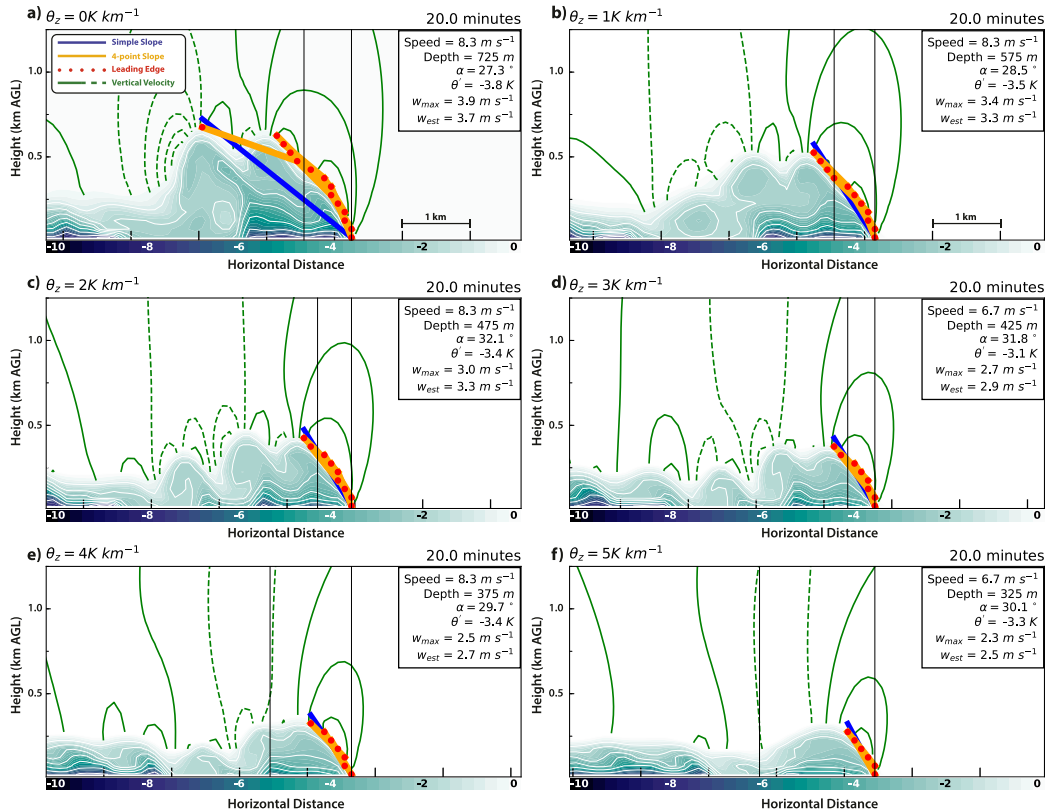 a) θz = 0K km⁻¹ 20.0 minutes
Simple Slope
4-point Slope
Leading Edge
Vertical Velocity
Speed = 8.3 m s⁻¹
Depth = 725 m
α = 27.3 °
θ′ = -3.8 K
wmax = 3.9 m s⁻¹
west = 3.7 m s⁻¹
Height (km AGL)
1.0
0.5
1 km
-10 -8 -6 -4 -2 0
Horizontal Distance
b) θz = 1K km⁻¹ 20.0 minutes
Speed = 8.3 m s⁻¹
Depth = 575 m
α = 28.5 °
θ′ = -3.5 K
wmax = 3.4 m s⁻¹
west = 3.3 m s⁻¹
Height (km AGL)
1.0
0.5
1 km
-10 -8 -6 -4 -2 0
Horizontal Distance
c) θz = 2K km⁻¹ 20.0 minutes
Speed = 8.3 m s⁻¹
Depth = 475 m
α = 32.1 °
θ′ = -3.4 K
wmax = 3.0 m s⁻¹
west = 3.3 m s⁻¹
Height (km AGL)
1.0
0.5
-10 -8 -6 -4 -2 0
Horizontal Distance
d) θz = 3K km⁻¹ 20.0 minutes
Speed = 6.7 m s⁻¹
Depth = 425 m
α = 31.8 °
θ′ = -3.1 K
wmax = 2.7 m s⁻¹
west = 2.9 m s⁻¹
Height (km AGL)
1.0
0.5
-10 -8 -6 -4 -2 0
Horizontal Distance
e) θz = 4K km⁻¹ 20.0 minutes
Speed = 8.3 m s⁻¹
Depth = 375 m
α = 29.7 °
θ′ = -3.4 K
wmax = 2.5 m s⁻¹
west = 2.7 m s⁻¹
Height (km AGL)
1.0
0.5
-10 -8 -6 -4 -2 0
Horizontal Distance
f) θz = 5K km⁻¹ 20.0 minutes
Speed = 6.7 m s⁻¹
Depth = 325 m
α = 30.1 °
θ′ = -3.3 K
wmax = 2.3 m s⁻¹
west = 2.5 m s⁻¹
Height (km AGL)
1.0
0.5
-10 -8 -6 -4 -2 0
Horizontal Distance